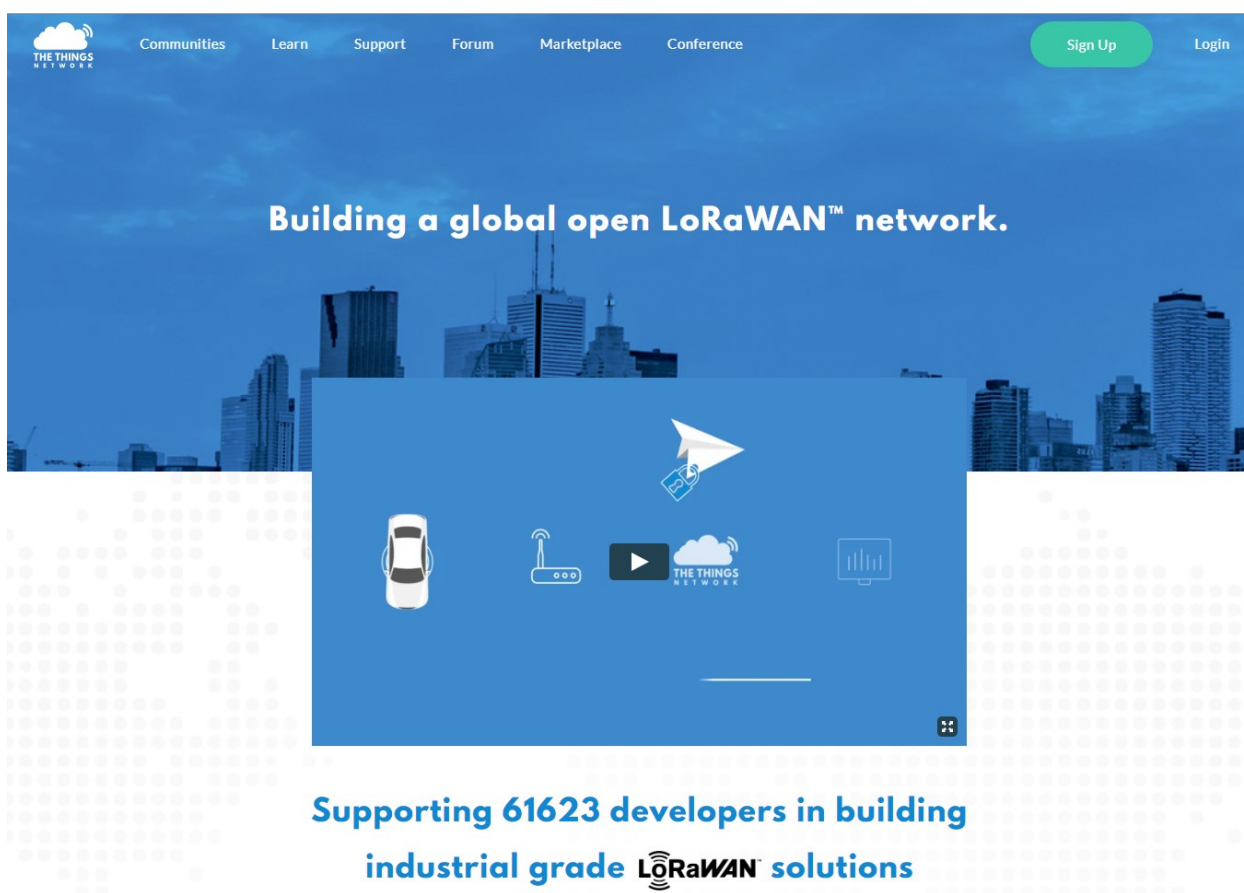 THE THINGS
NETWORK
Communities Learn Support Forum Marketplace Conference Sign Up Login
Building a global open LoRaWAN™ network.
THE THINGS
NETWORK
Supporting 61623 developers in building
industrial grade LoRaWAN™ solutions